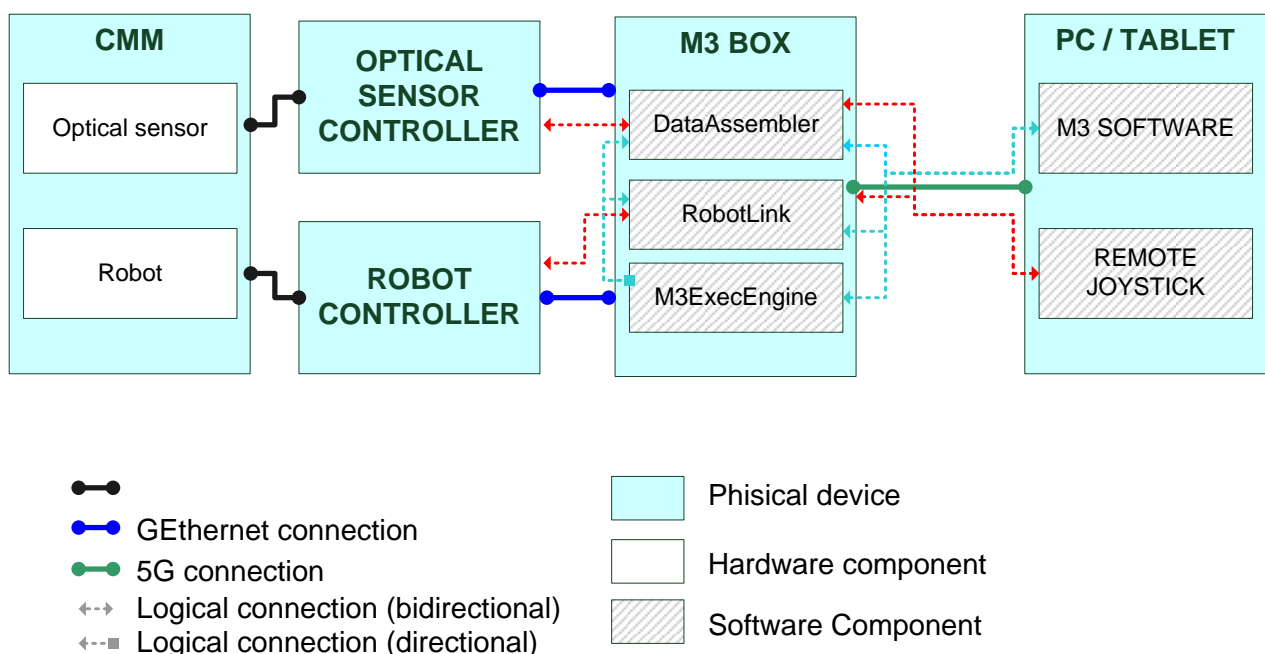 CMM
Optical sensor
Robot
OPTICAL
SENSOR
CONTROLLER
ROBOT
CONTROLLER
M3 BOX
DataAssembler
RobotLink
M3ExecEngine
PC / TABLET
M3 SOFTWARE
REMOTE
JOYSTICK
GEthernet connection
5G connection
Logical connection (bidirectional)
Logical connection (directional)
Phisical device
Hardware component
Software Component